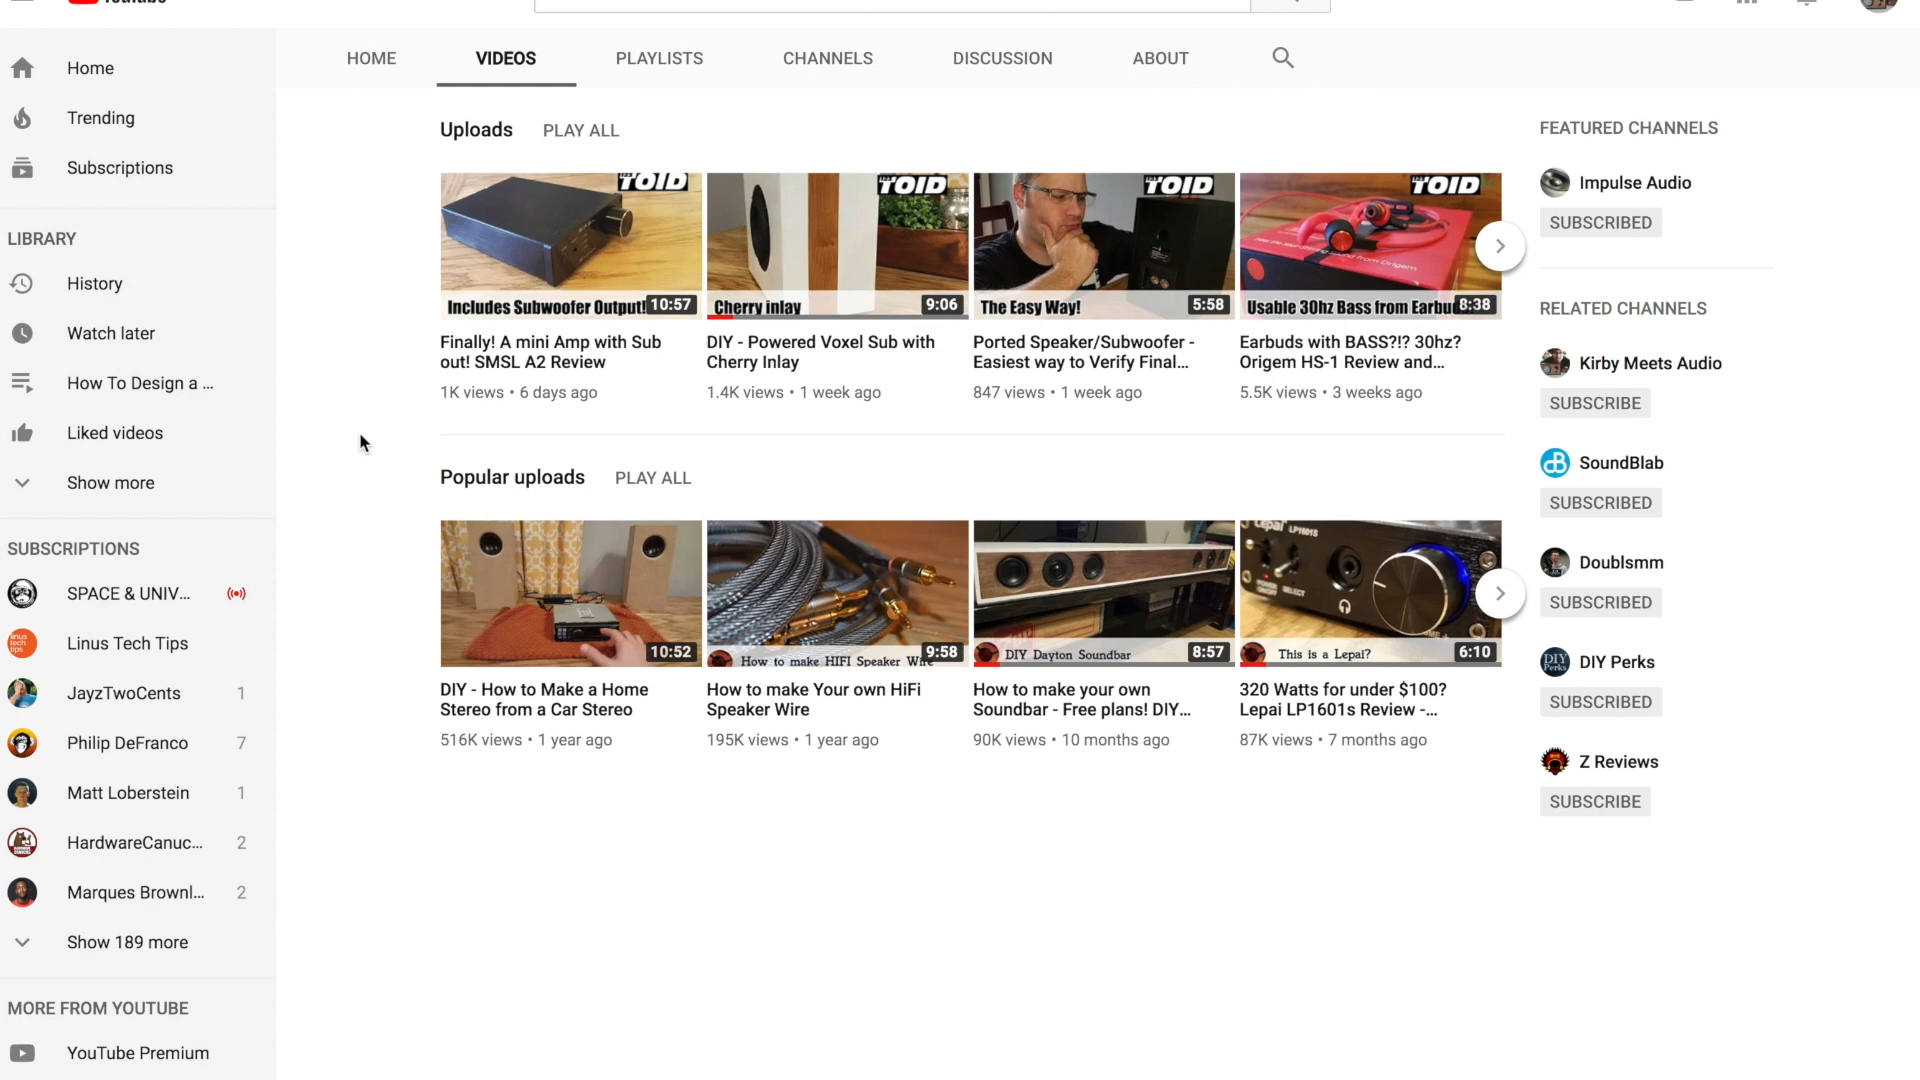 YouTube
HOME VIDEOS PLAYLISTS CHANNELS DISCUSSION ABOUT
Home
Trending
Subscriptions
LIBRARY
History
Watch later
How To Design a ...
Liked videos
Show more
SUBSCRIPTIONS
SPACE & UNIV...
Linus Tech Tips
JayzTwoCents 1
Philip DeFranco 7
Matt Loberstein 1
HardwareCanuc... 2
Marques Brownl... 2
Show 189 more
MORE FROM YOUTUBE
YouTube Premium
Uploads PLAY ALL
TOID
Includes Subwoofer Output! 10:57
Finally! A mini Amp with Sub
out! SMSL A2 Review
1K views • 6 days ago
TOID
Cherry inlay 9:06
DIY - Powered Voxel Sub with
Cherry Inlay
1.4K views • 1 week ago
TOID
The Easy Way! 5:58
Ported Speaker/Subwoofer -
Easiest way to Verify Final...
847 views • 1 week ago
TOID
Usable 30hz Bass from Earbu 8:38
Earbuds with BASS?!? 30hz?
Origem HS-1 Review and...
5.5K views • 3 weeks ago
Popular uploads PLAY ALL
10:52
DIY - How to Make a Home
Stereo from a Car Stereo
516K views • 1 year ago
How to make HIFI Speaker Wire 9:58
How to make Your own HiFi
Speaker Wire
195K views • 1 year ago
DIY Dayton Soundbar 8:57
How to make your own
Soundbar - Free plans! DIY...
90K views • 10 months ago
Lepai LP1601S
SELECT
This is a Lepai? 6:10
320 Watts for under $100?
Lepai LP1601s Review -...
87K views • 7 months ago
FEATURED CHANNELS
Impulse Audio
SUBSCRIBED
RELATED CHANNELS
Kirby Meets Audio
SUBSCRIBE
SoundBlab
SUBSCRIBED
Doublsmm
SUBSCRIBED
DIY Perks
SUBSCRIBED
Z Reviews
SUBSCRIBE